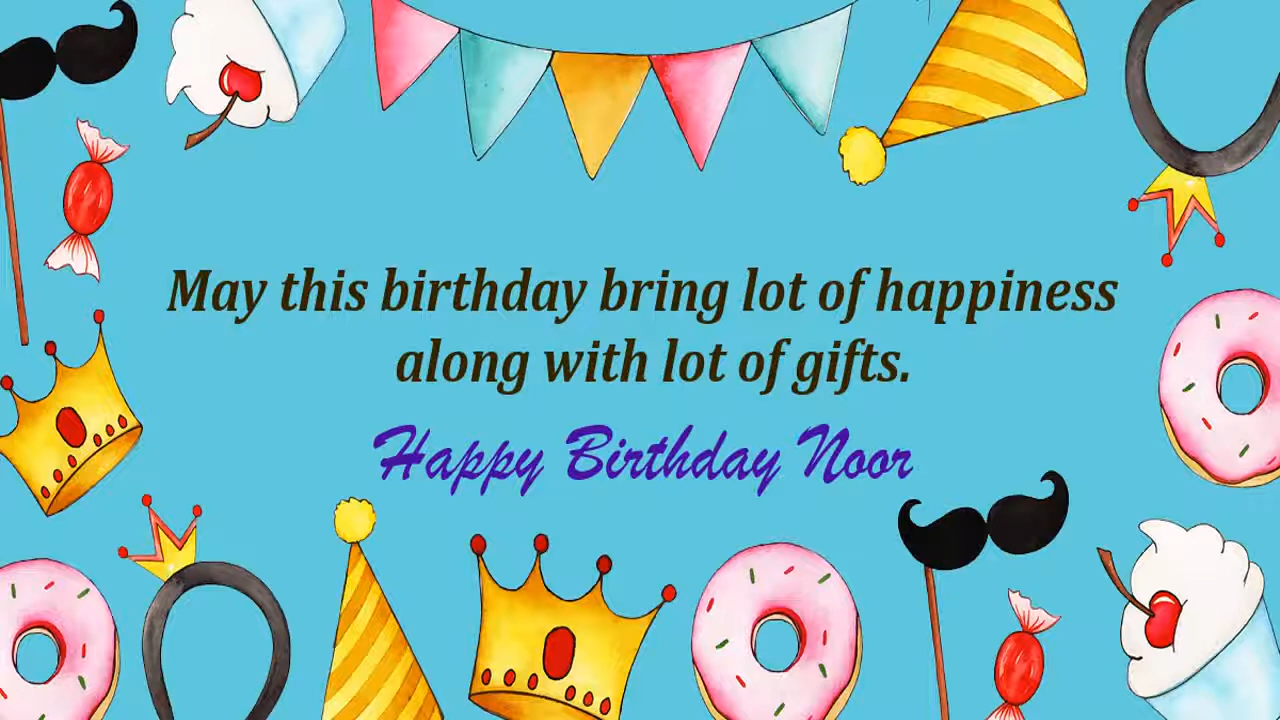 May this birthday bring lot of happiness
along with lot of gifts.
Happy Birthday Noor